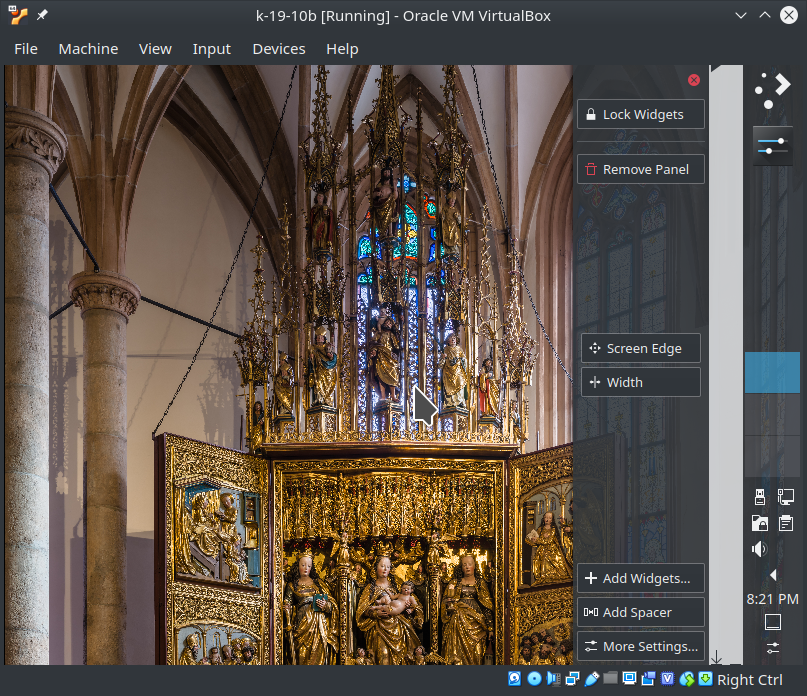 k-19-10b [Running] - Oracle VM VirtualBox
File Machine View Input Devices Help
Lock Widgets
Remove Panel
Screen Edge
Width
Add Widgets...
Add Spacer
More Settings...
8:21 PM
Right Ctrl